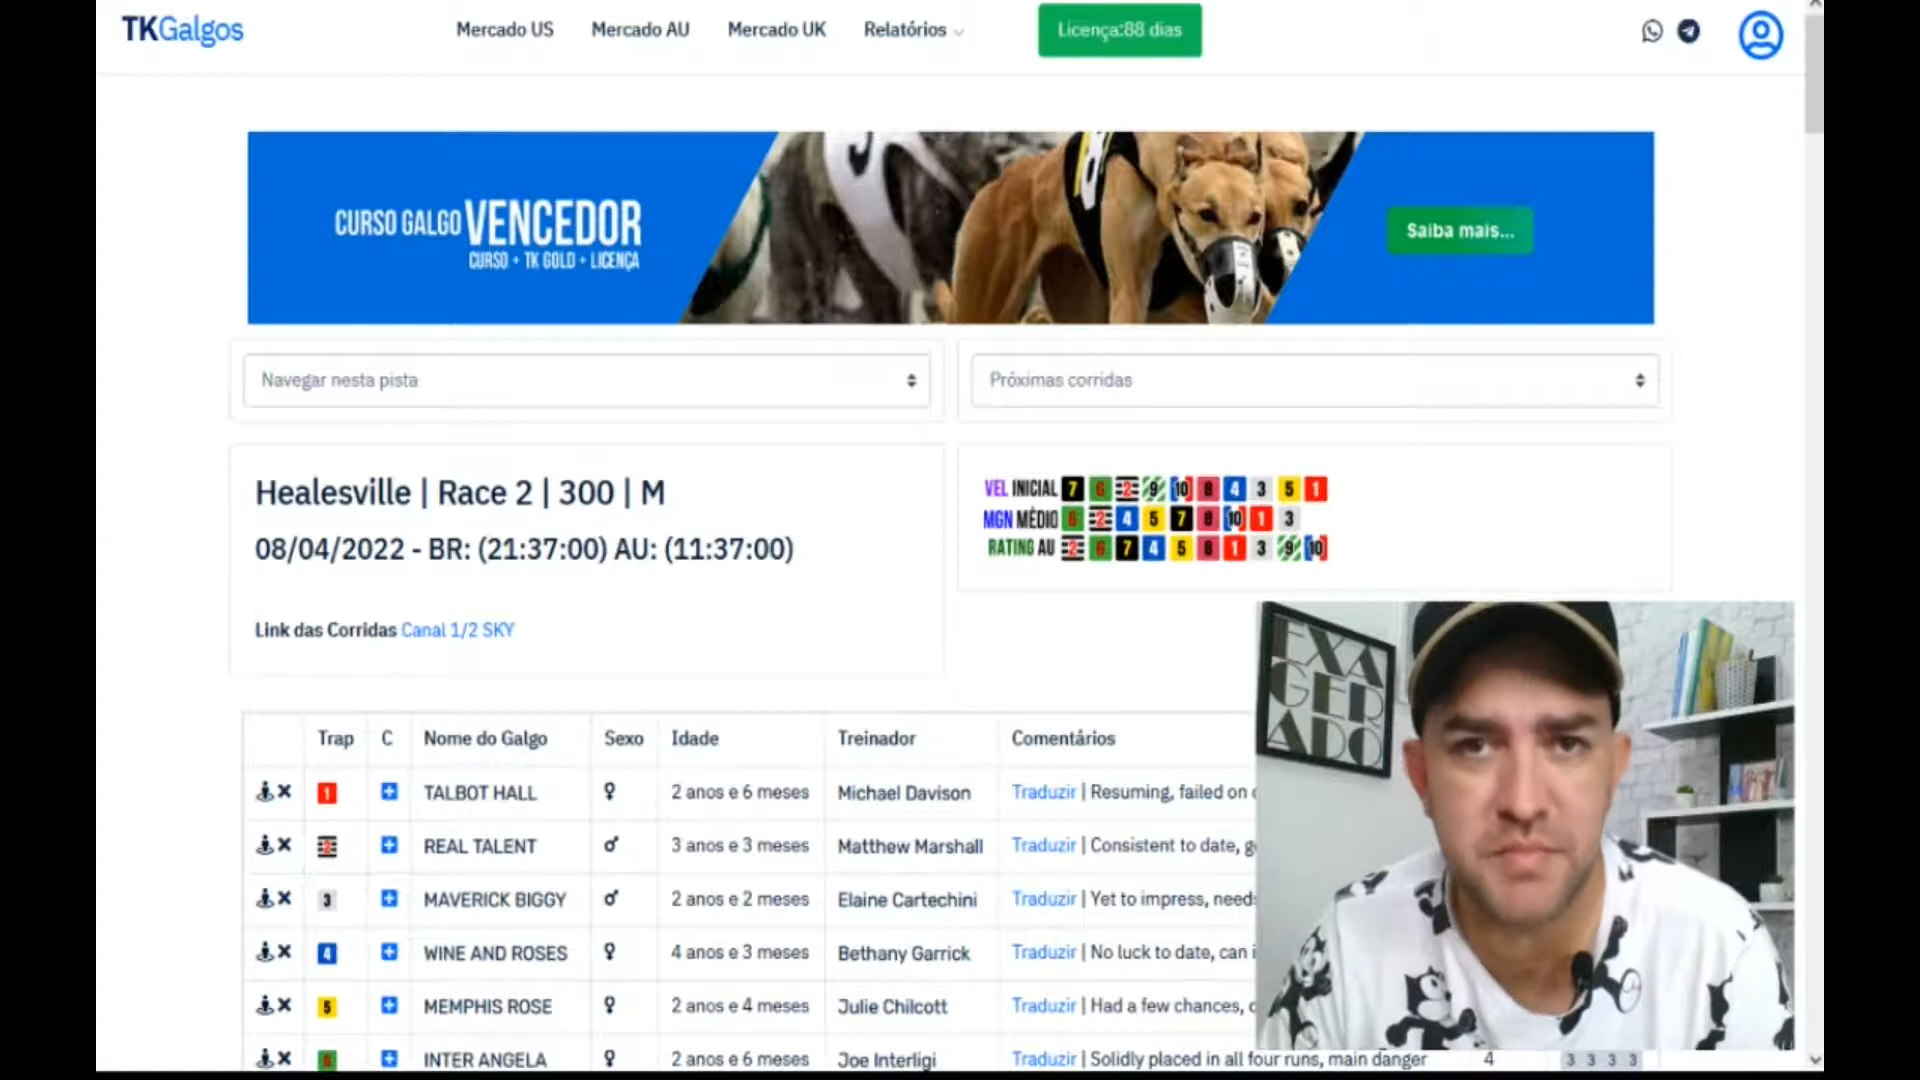 TKGalgos
Mercado US
Mercado AU
Mercado UK
Relatórios
Licença:88 dias
CURSO GALGO VENCEDOR
CURSO + TK GOLD + LICENÇA
Saiba mais...
Navegar nesta pista
Próximas corridas
Healesville | Race 2 | 300 | M
08/04/2022 - BR: (21:37:00) AU: (11:37:00)
Link das Corridas Canal 1/2 SKY
VEL INICIAL 7 6 2 9 10 8 4 3 5 1
MGN MÉDIO 6 2 4 5 7 8 10 1 3
RATING AU 2 6 7 4 5 8 1 3 9 10
Trap C Nome do Galgo Sexo Idade Treinador Comentários
1 TALBOT HALL ♀ 2 anos e 6 meses Michael Davison Traduzir | Resuming, failed on
2 REAL TALENT ♂ 3 anos e 3 meses Matthew Marshall Traduzir | Consistent to date,
3 MAVERICK BIGGY ♂ 2 anos e 2 meses Elaine Cartechini Traduzir | Yet to impress,
4 WINE AND ROSES ♀ 4 anos e 3 meses Bethany Garrick Traduzir | No luck to date, can
5 MEMPHIS ROSE ♀ 2 anos e 4 meses Julie Chilcott Traduzir | Had a few chances,
6 INTER ANGELA ♀ 2 anos e 6 meses Joe Interligi Traduzir | Solidly placed in all four runs, main danger 4 3 3 3 3
EXA
GER
ADO